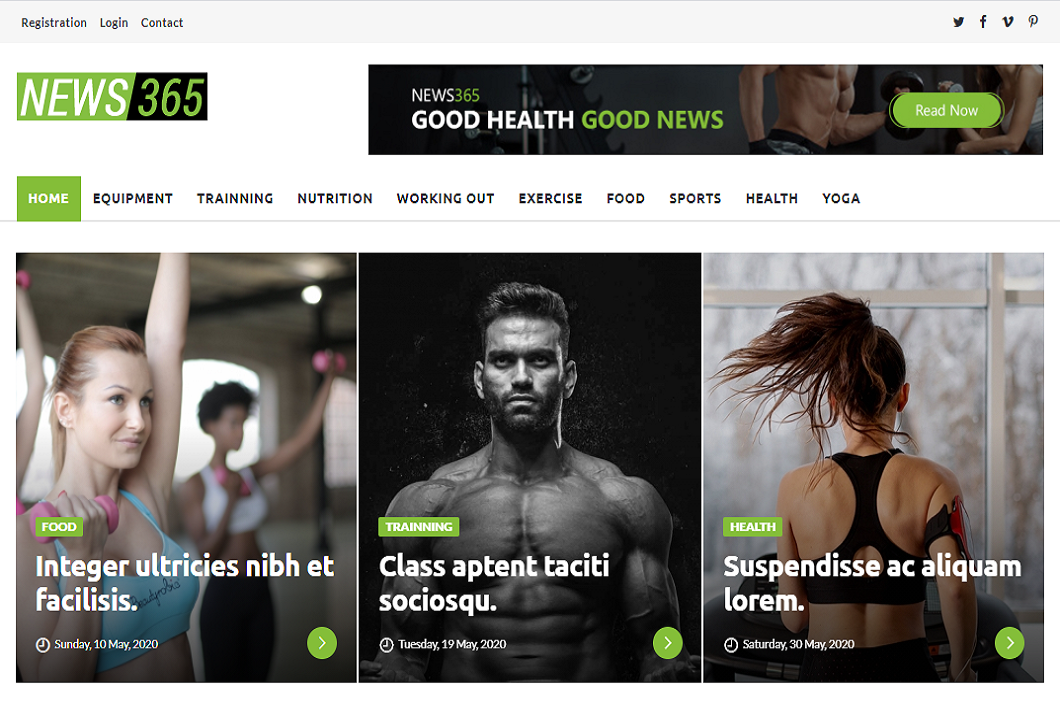 Registration Login Contact
NEWS 365
NEWS365
GOOD HEALTH GOOD NEWS
Read Now
HOME EQUIPMENT TRAINNING NUTRITION WORKING OUT EXERCISE FOOD SPORTS HEALTH YOGA
FOOD
Integer ultricies nibh et
facilisis.
Sunday, 10 May, 2020
TRAINNING
Class aptent taciti
sociosqu.
Tuesday, 19 May, 2020
HEALTH
Suspendisse ac aliquam
lorem.
Saturday, 30 May, 2020